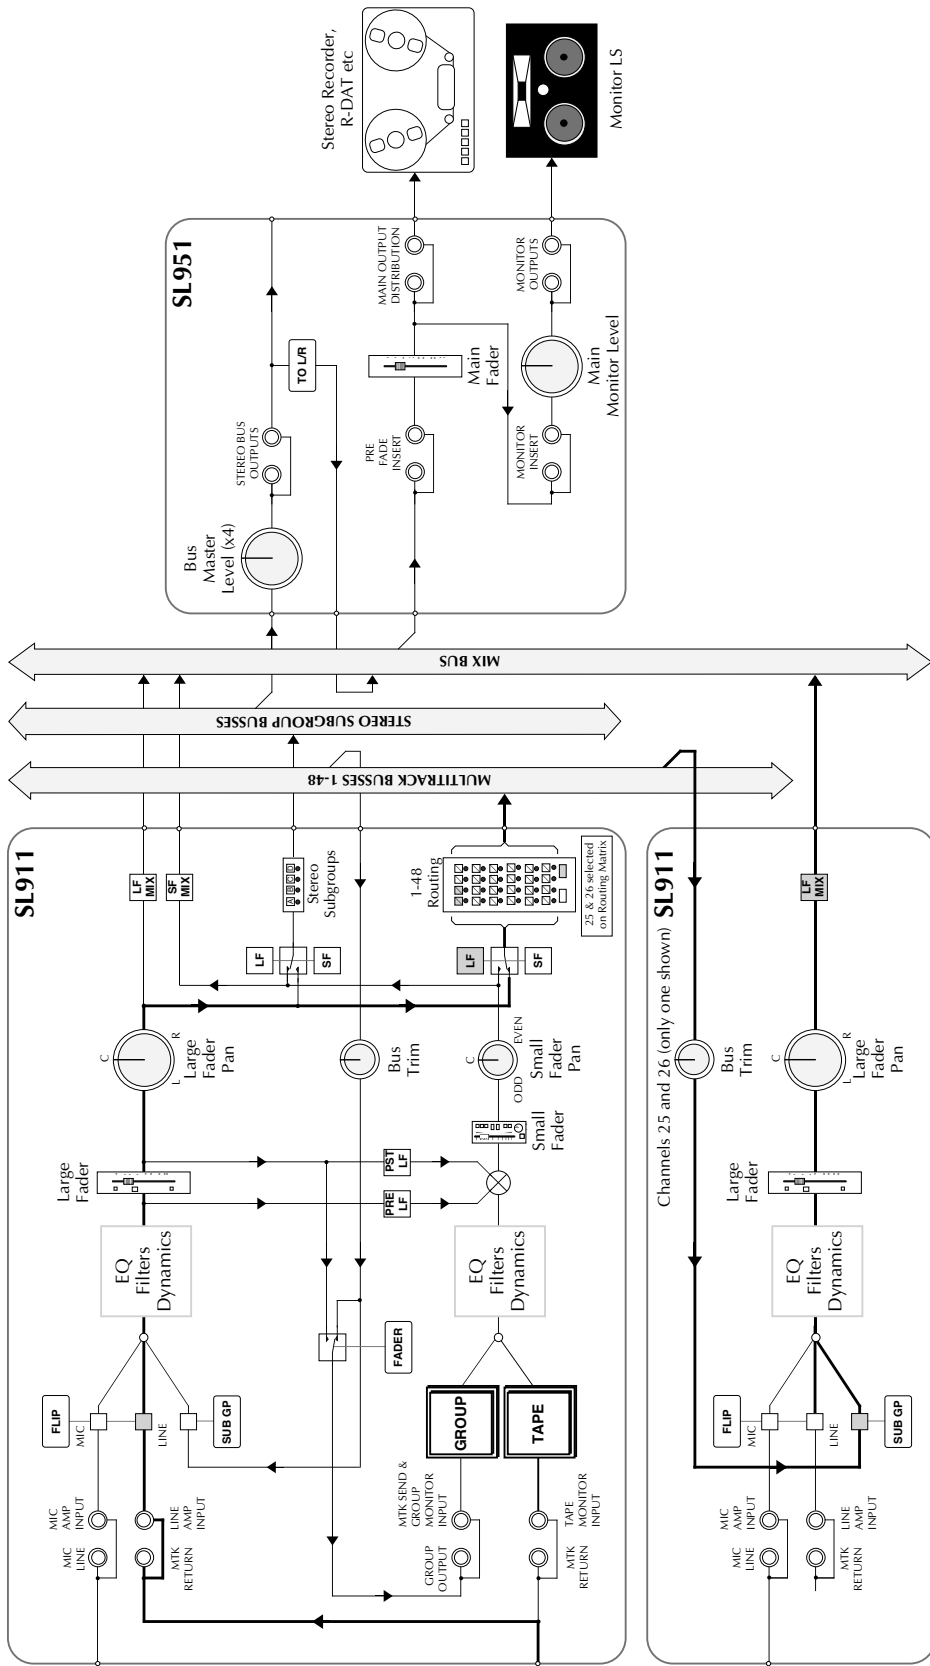 SL911
MIC
LINE
MIC
AMP
INPUT
MTK
RETURN
LINE
AMP
INPUT
FLIP
MIC
LINE
SUB GP
EQ
Filters
Dynamics
Large
Fader
C
L
R
Large
Fader
Pan
LF
MIX
SF
MIX
LF
SF
A B C D
Stereo
Subgroups
Bus
Trim
FADER
PRE
LF
PST
LF
GROUP
OUTPUT
MTK SEND &
GROUP
MONITOR
INPUT
GROUP
MTK
RETURN
TAPE
MONITOR
INPUT
TAPE
EQ
Filters
Dynamics
Small
Fader
C
ODD
EVEN
Small
Fader
Pan
LF
SF
1-48
Routing
25 & 26 selected
on Routing Matrix
MULTITRACK BUSSES 1-48
STEREO SUBGROUP BUSSES
MIX BUS
SL951
Bus
Master
Level (x4)
STEREO BUS
OUTPUTS
TO L/R
PRE
FADE
INSERT
Main
Fader
MAIN OUTPUT
DISTRIBUTION
MONITOR
INSERT
Main
Monitor Level
MONITOR
OUTPUTS
Stereo Recorder,
R-DAT etc
Monitor LS
SL911
Channels 25 and 26 (only one shown)
Bus
Trim
MIC
LINE
MIC
AMP
INPUT
MTK
RETURN
LINE
AMP
INPUT
FLIP
MIC
LINE
SUB GP
EQ
Filters
Dynamics
Large
Fader
C
L
R
Large
Fader
Pan
LF
MIX